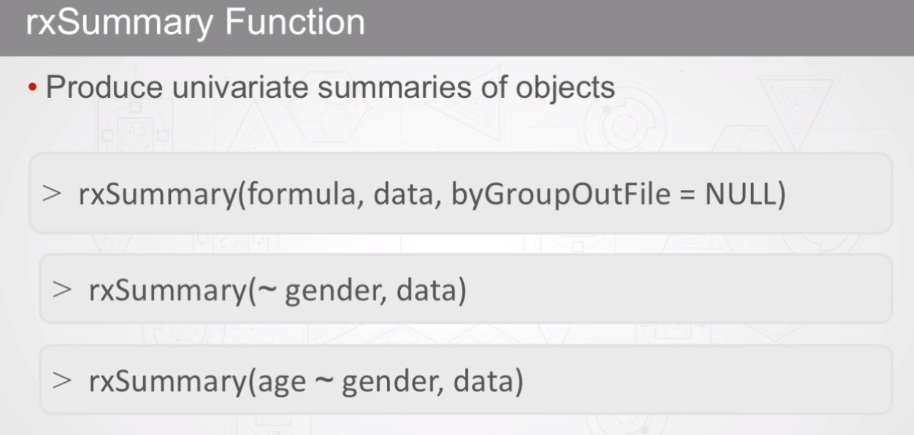 rxSummary Function
• Produce univariate summaries of objects
> rxSummary(formula, data, byGroupOutFile = NULL)
> rxSummary(~ gender, data)
> rxSummary(age ~ gender, data)